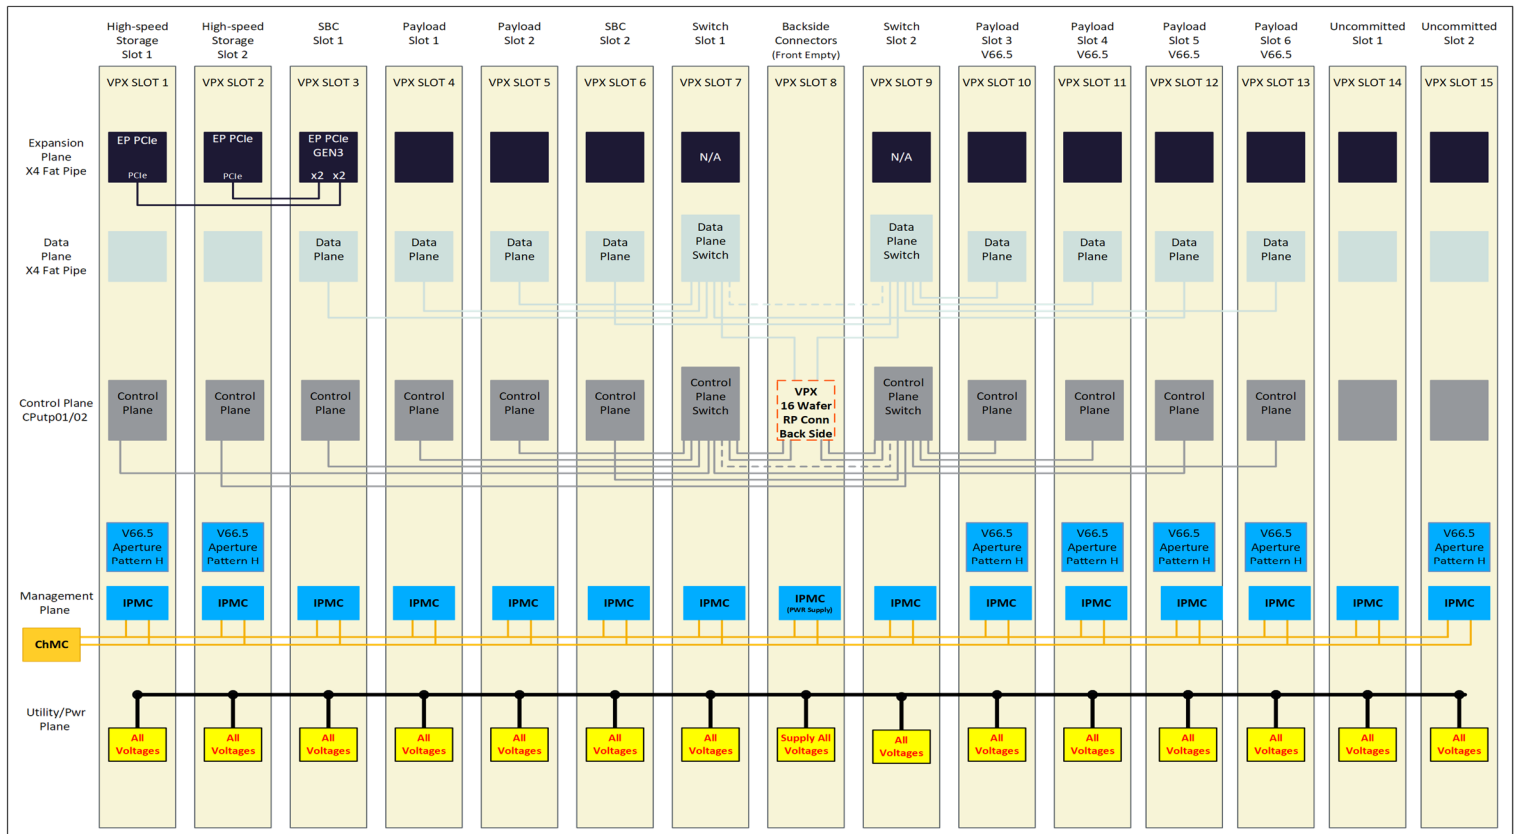 High-speed
Storage
Slot 1
High-speed
Storage
Slot 2
SBC
Slot 1
Payload
Slot 1
Payload
Slot 2
SBC
Slot 2
Switch
Slot 1
Backside
Connectors
(Front Empty)
Switch
Slot 2
Payload
Slot 3
V66.5
Payload
Slot 4
V66.5
Payload
Slot 5
V66.5
Payload
Slot 6
V66.5
Uncommitted
Slot 1
Uncommitted
Slot 2
VPX SLOT 1
VPX SLOT 2
VPX SLOT 3
VPX SLOT 4
VPX SLOT 5
VPX SLOT 6
VPX SLOT 7
VPX SLOT 8
VPX SLOT 9
VPX SLOT 10
VPX SLOT 11
VPX SLOT 12
VPX SLOT 13
VPX SLOT 14
VPX SLOT 15
Expansion
Plane
X4 Fat Pipe
EP PCIe
PCIe
EP PCIe
PCIe
EP PCIe
GEN3
x2 x2
N/A
N/A
Data
Plane
X4 Fat Pipe
Data
Plane
Data
Plane
Data
Plane
Data
Plane
Data
Plane
Switch
Data
Plane
Switch
Data
Plane
Data
Plane
Data
Plane
Data
Plane
Control Plane
CPutp01/02
Control
Plane
Control
Plane
Control
Plane
Control
Plane
Control
Plane
Control
Plane
Control
Plane
Switch
VPX
16 Wafer
RP Conn
Back Side
Control
Plane
Switch
Control
Plane
Control
Plane
Control
Plane
Control
Plane
V66.5
Aperture
Pattern H
V66.5
Aperture
Pattern H
V66.5
Aperture
Pattern H
V66.5
Aperture
Pattern H
V66.5
Aperture
Pattern H
V66.5
Aperture
Pattern H
V66.5
Aperture
Pattern H
Management
Plane
IPMC
IPMC
IPMC
IPMC
IPMC
IPMC
IPMC
IPMC
(PWR Supply)
IPMC
IPMC
IPMC
IPMC
IPMC
IPMC
IPMC
ChMC
Utility/Pwr
Plane
All
Voltages
All
Voltages
All
Voltages
All
Voltages
All
Voltages
All
Voltages
All
Voltages
Supply All
Voltages
All
Voltages
All
Voltages
All
Voltages
All
Voltages
All
Voltages
All
Voltages
All
Voltages